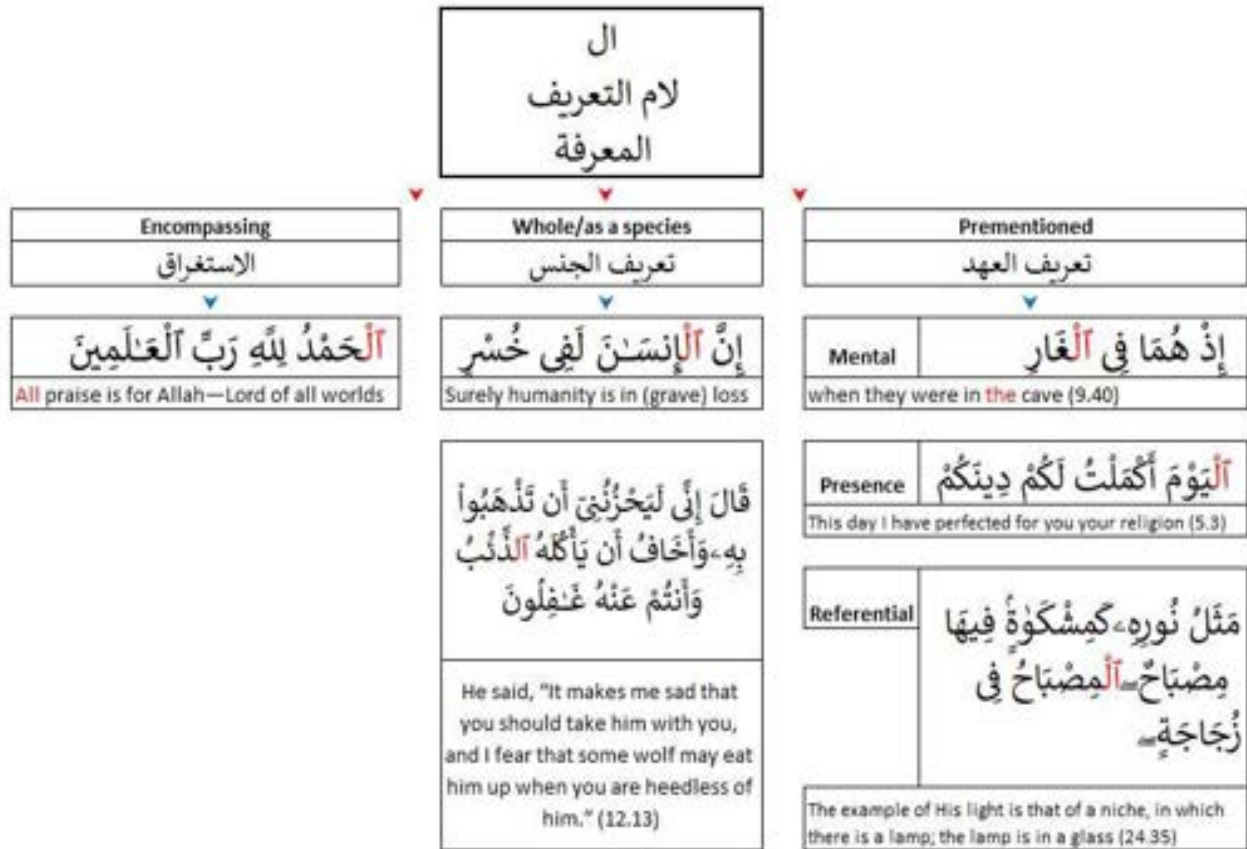 ال
لام التعريف
المعرفة
Encompassing
الاستغراق
ٱلْحَمْدُ لِلَّهِ رَبِّ ٱلْعَـٰلَمِينَ
All praise is for Allah—Lord of all worlds
Whole/as a species
تعريف الجنس
إِنَّ ٱلْإِنسَـٰنَ لَفِى خُسْرٍ
Surely humanity is in (grave) loss
قَالَ إِنِّى لَيَحْزُنُنِىٓ أَن تَذْهَبُوا۟
بِهِۦ وَأَخَافُ أَن يَأْكُلَهُ ٱلذِّئْبُ
وَأَنتُمْ عَنْهُ غَـٰفِلُونَ
He said, “It makes me sad that
you should take him with you,
and I fear that some wolf may eat
him up when you are heedless of
him.” (12.13)
Prementioned
تعريف العهد
Mental
إِذْ هُمَا فِى ٱلْغَارِ
when they were in the cave (9.40)
Presence
ٱلْيَوْمَ أَكْمَلْتُ لَكُمْ دِينَكُمْ
This day I have perfected for you your religion (5.3)
Referential
مَثَلُ نُورِهِۦ كَمِشْكَوٰةٍۢ فِيهَا
مِصْبَاحٌ ۖ ٱلْمِصْبَاحُ فِى
زُجَاجَةٍ ۖ
The example of His light is that of a niche, in which
there is a lamp; the lamp is in a glass (24.35)